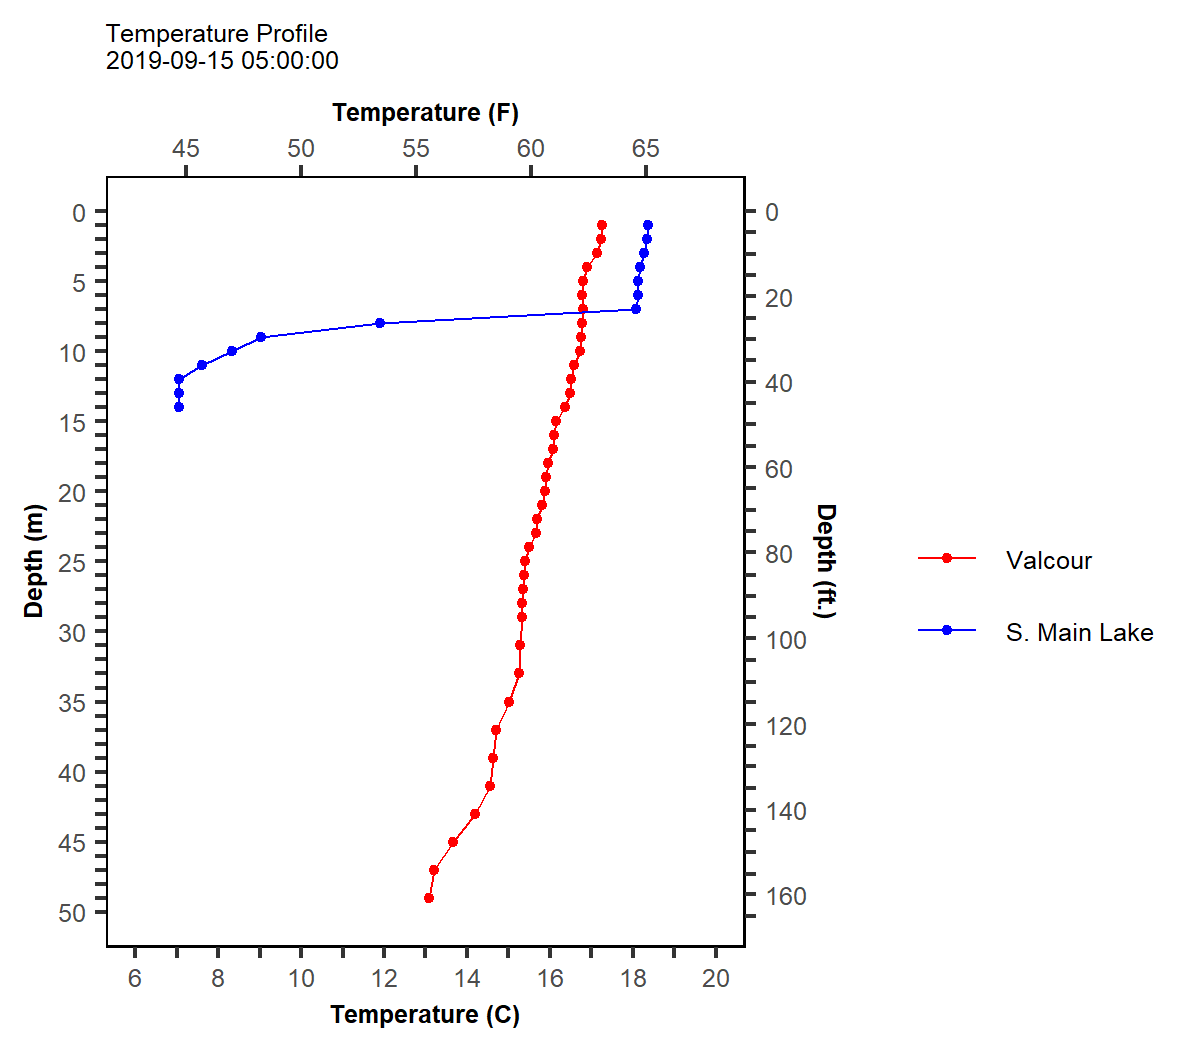 Temperature Profile
2019-09-15 05:00:00
Temperature (F)
45 50 55 60 65
0 0
5
20
10
40
15
60
20
Depth (m)
Depth (ft.)
25
80
30
100
35
120
40
140
45
160
50
6 8 10 12 14 16 18 20
Temperature (C)
Valcour
S. Main Lake